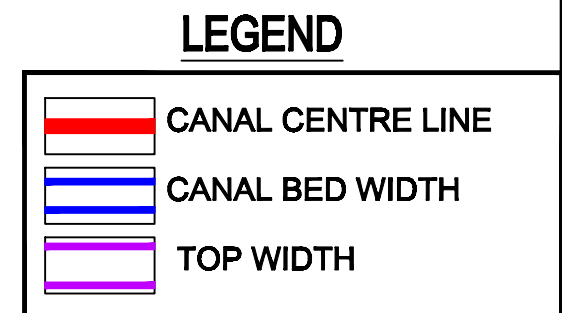 LEGEND
CANAL CENTRE LINE
CANAL BED WIDTH
TOP WIDTH